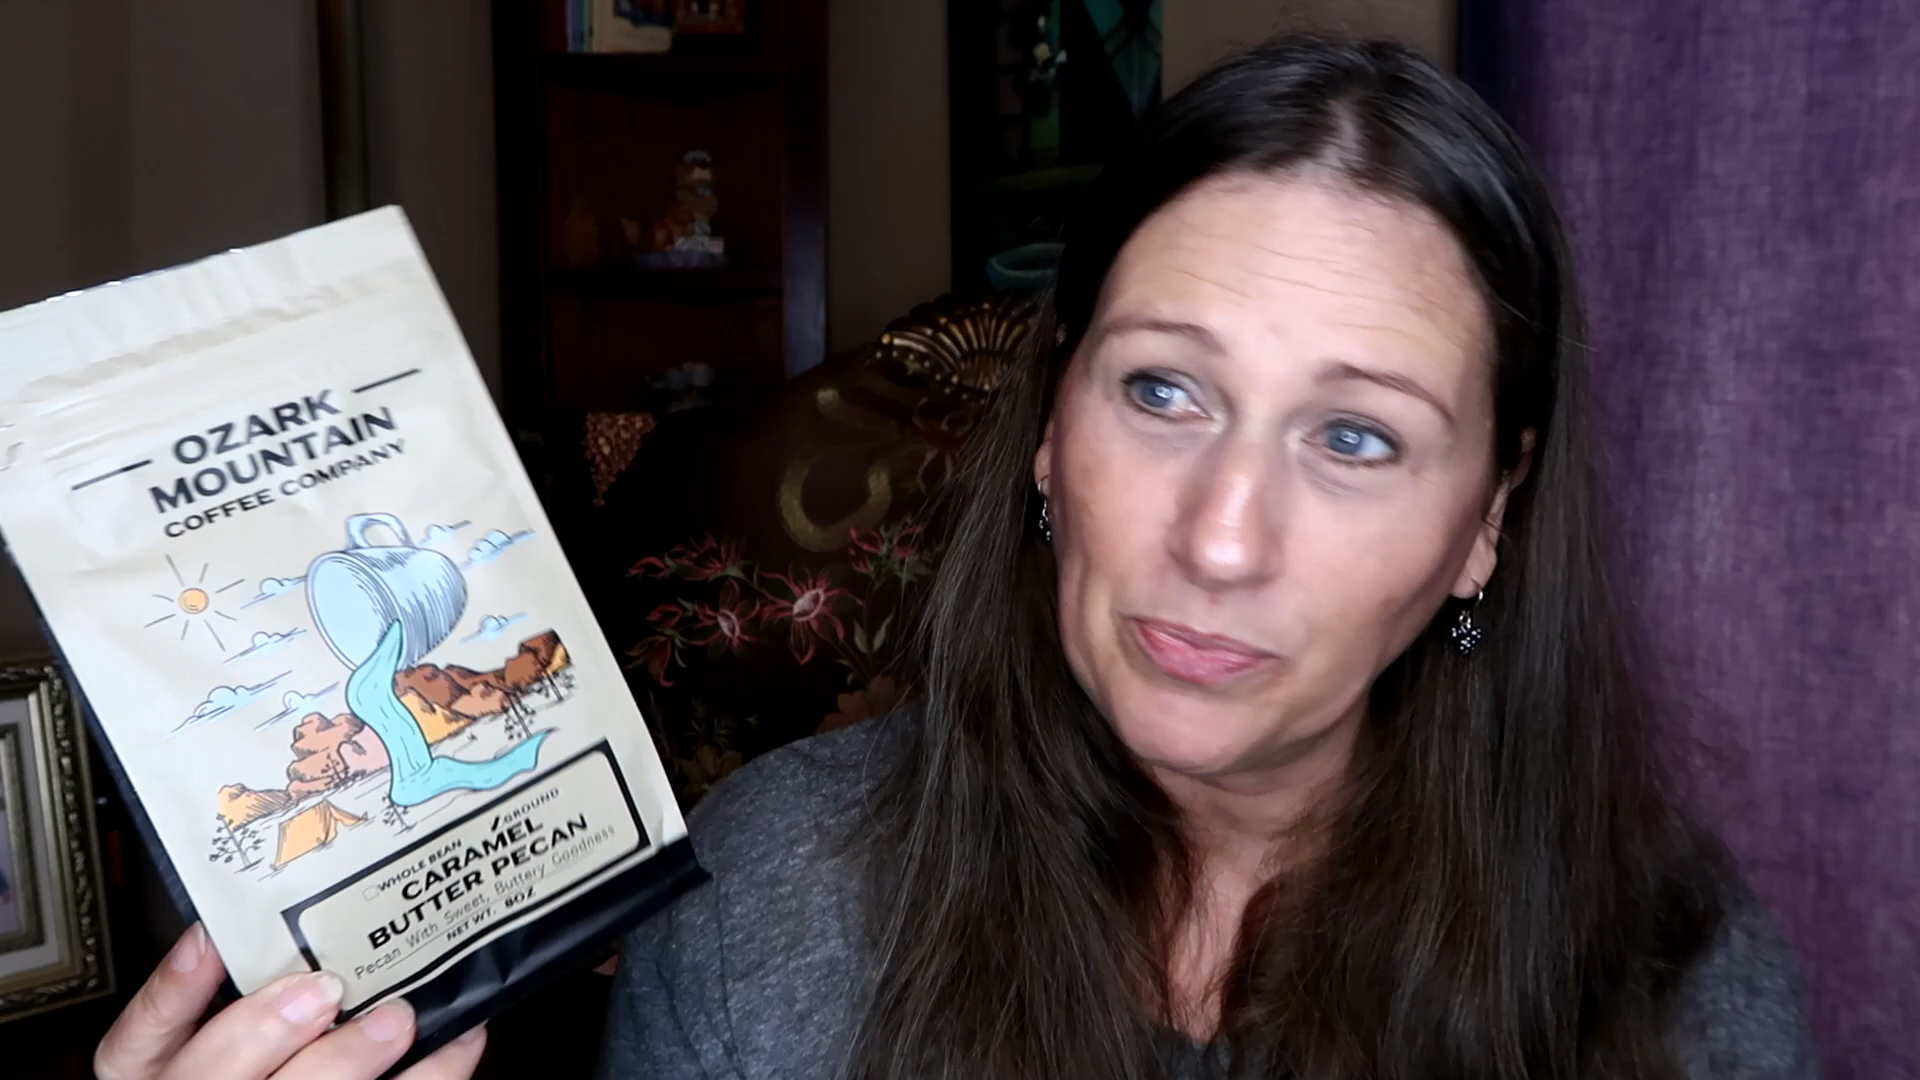 OZARK
MOUNTAIN
COFFEE COMPANY
WHOLE BEAN GROUND
CARAMEL
BUTTER PECAN
Pecan With Sweet, Buttery Goodness
NET WT. 8OZ